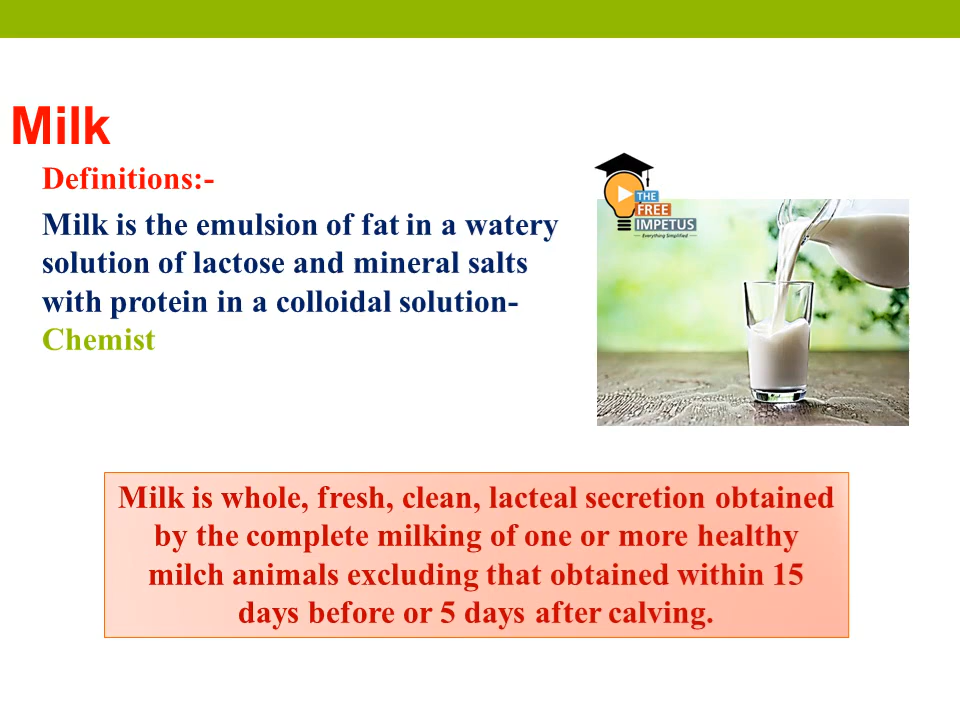 Milk
Definitions:-
Milk is the emulsion of fat in a watery
solution of lactose and mineral salts
with protein in a colloidal solution-
Chemist
THE
FREE
IMPETUS
Everything Simplified
Milk is whole, fresh, clean, lacteal secretion obtained
by the complete milking of one or more healthy
milch animals excluding that obtained within 15
days before or 5 days after calving.